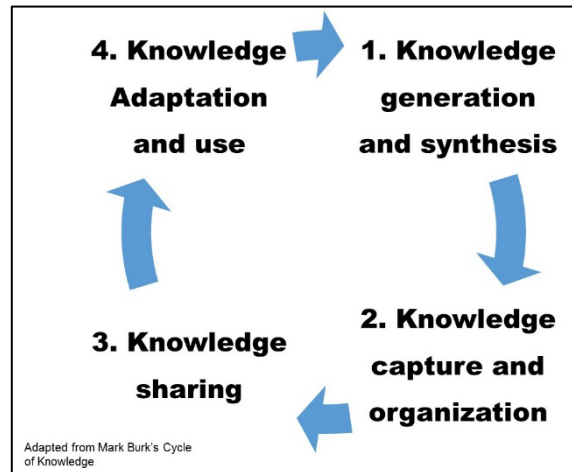 1. Knowledge
generation
and synthesis
2. Knowledge
capture and
organization
3. Knowledge
sharing
4. Knowledge
Adaptation
and use
Adapted from Mark Burk's Cycle
of Knowledge